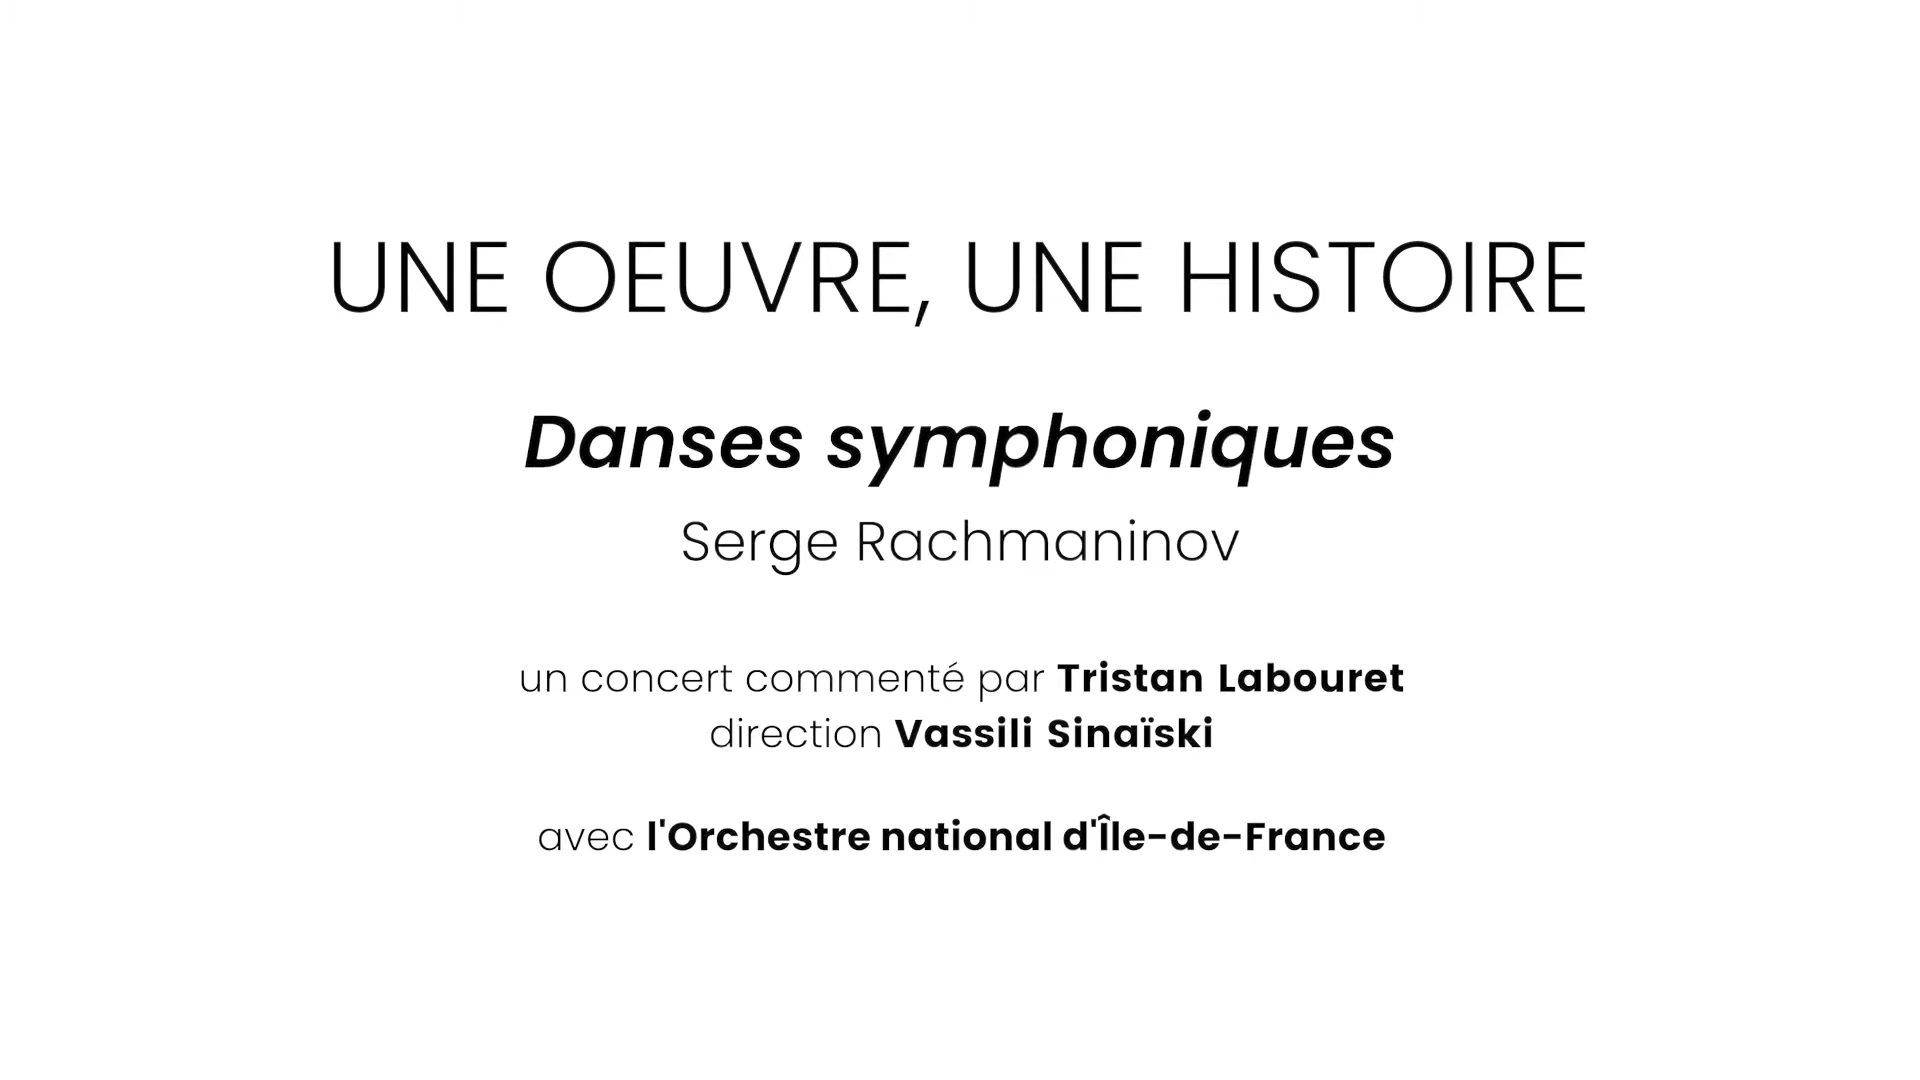 UNE OEUVRE, UNE HISTOIRE
Danses symphoniques
Serge Rachmaninov
un concert commenté par Tristan Labouret
direction Vassili Sinaïski
avec l'Orchestre national d'Île-de-France